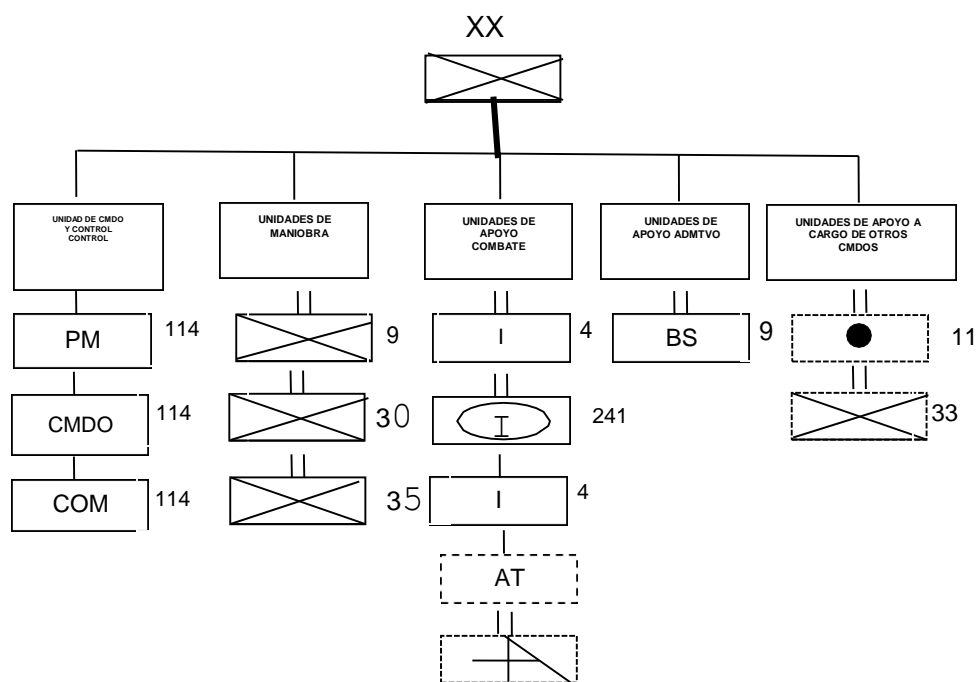 XX
UNIDAD DE CMDO
Y CONTROL
CONTROL
UNIDADES DE
MANIOBRA
UNIDADES DE
APOYO
COMBATE
UNIDADES DE
APOYO ADMTVO
UNIDADES DE APOYO A
CARGO DE OTROS
CMDOS
PM
114
9
I
4
BS
9
11
CMDO
114
30
I
241
33
COM
114
35
I
4
AT